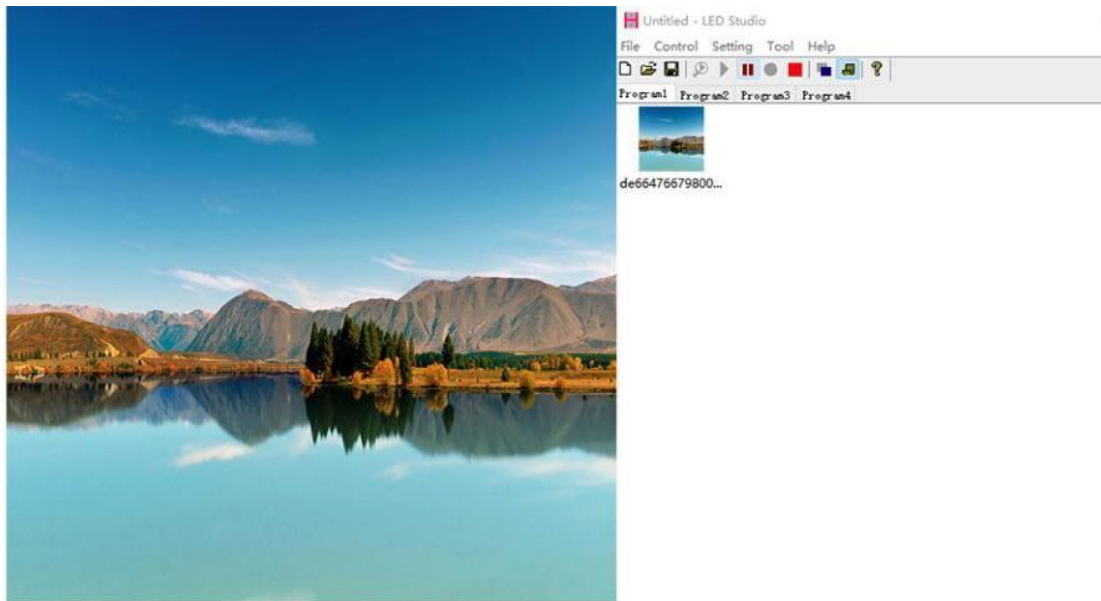 Untitled - LED Studio
File Control Setting Tool Help
Program1 Program2 Program3 Program4
de66476679800...